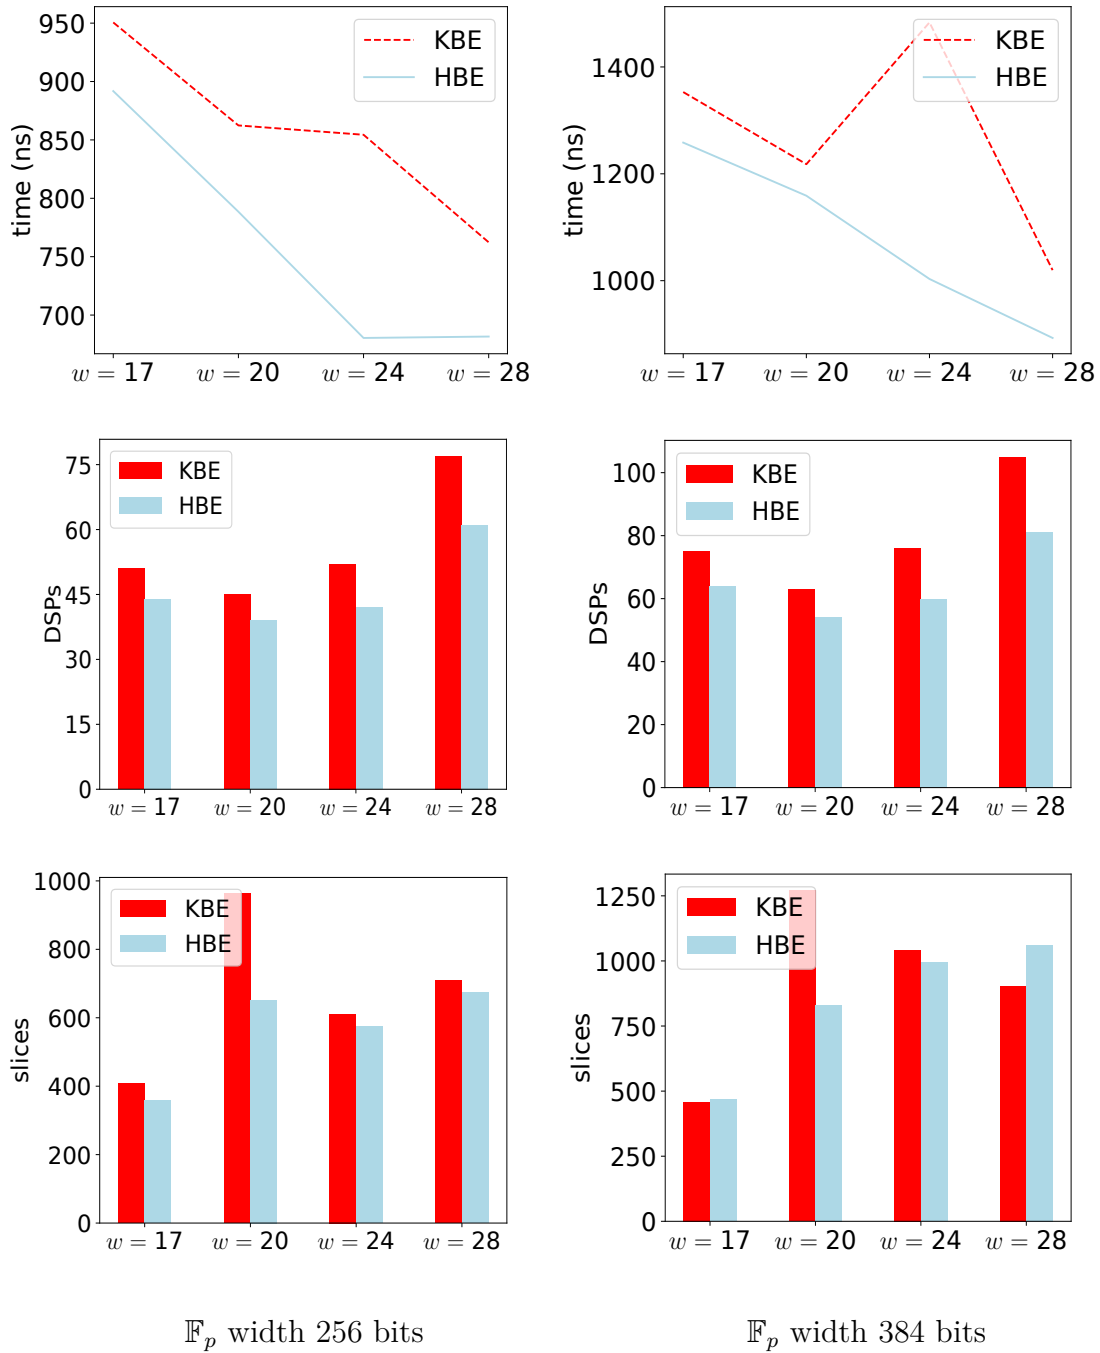 950
900
850
800
750
700
time (ns)
KBE
HBE
w = 17 w = 20 w = 24 w = 28
1400
1200
1000
time (ns)
KBE
HBE
w = 17 w = 20 w = 24 w = 28
75
60
45
30
15
0
DSPs
KBE
HBE
w = 17 w = 20 w = 24 w = 28
100
80
60
40
20
0
DSPs
KBE
HBE
w = 17 w = 20 w = 24 w = 28
1000
800
600
400
200
0
slices
KBE
HBE
w = 17 w = 20 w = 24 w = 28
1250
1000
750
500
250
0
slices
KBE
HBE
w = 17 w = 20 w = 24 w = 28
𝔽p width 256 bits
𝔽p width 384 bits